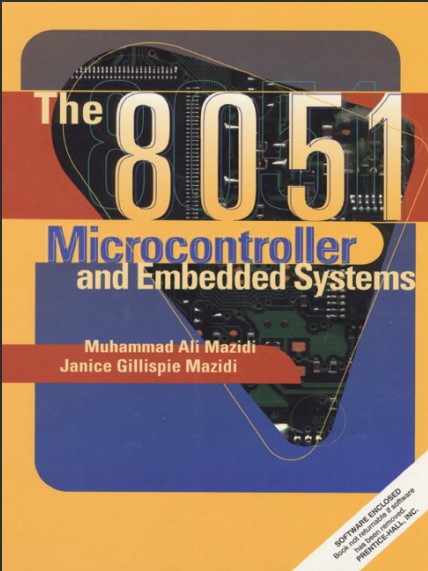 The 8051
Microcontroller
and Embedded Systems
Muhammad Ali Mazidi
Janice Gillispie Mazidi
SOFTWARE ENCLOSED
Book not returnable if software
has been removed.
PRENTICE-HALL, INC.